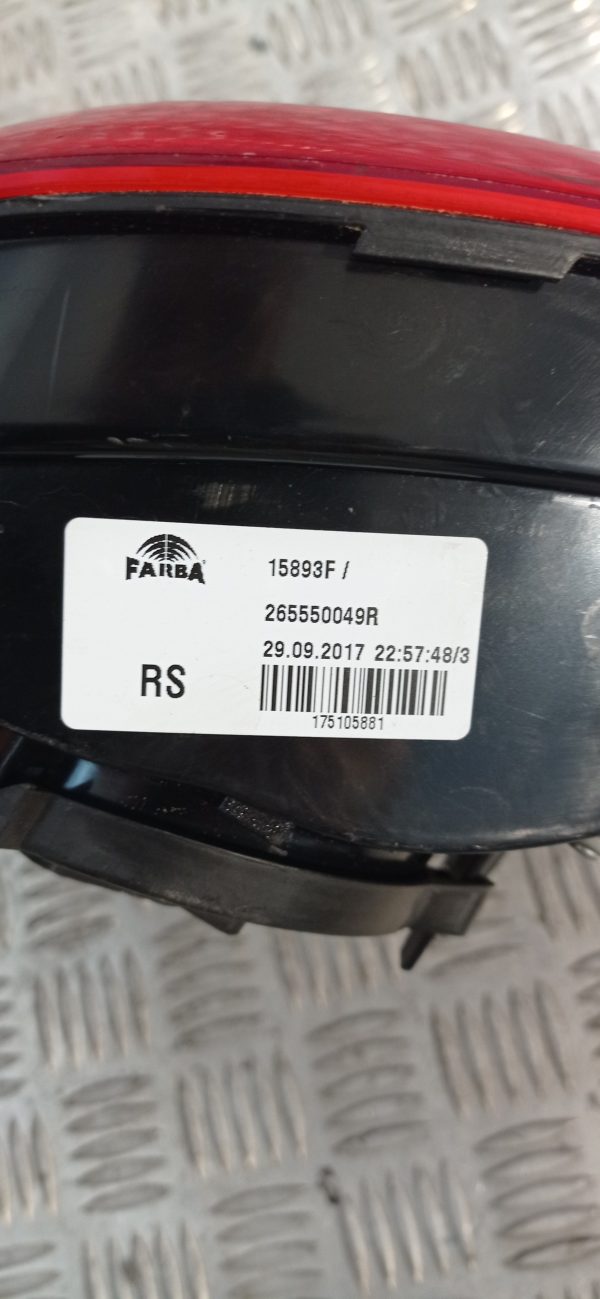 FARBA
15893F /
265550049R
29.09.2017 22:57:48/3
RS
175105881